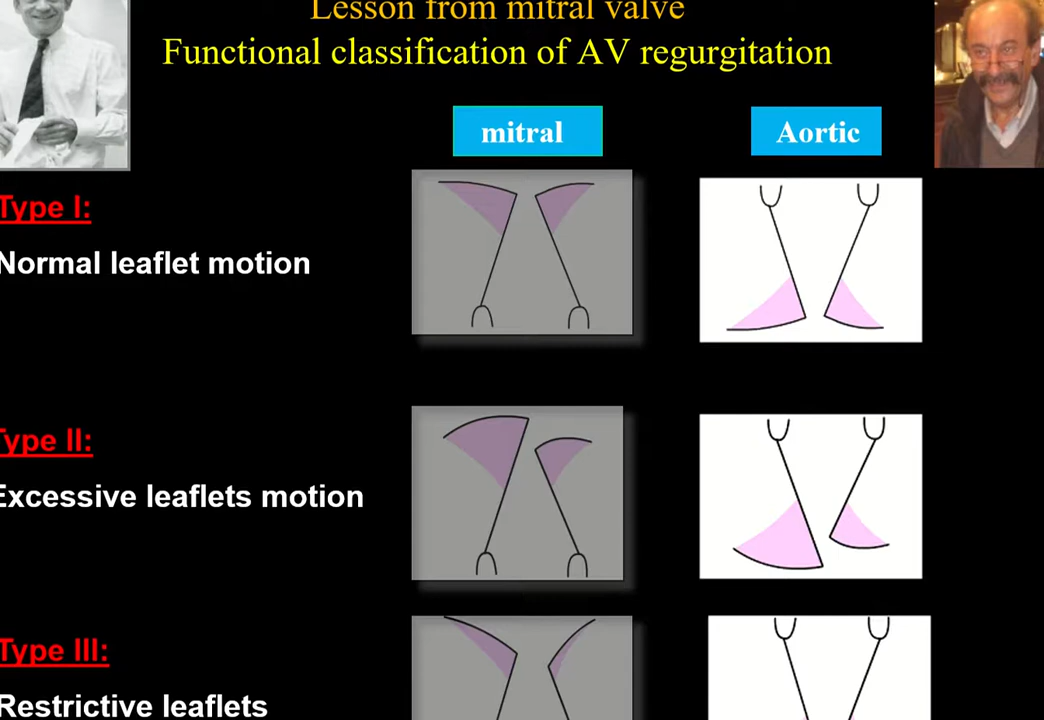 Lesson from mitral valve
Functional classification of AV regurgitation
mitral
Aortic
Type I:
Normal leaflet motion
Type II:
Excessive leaflets motion
Type III:
Restrictive leaflets